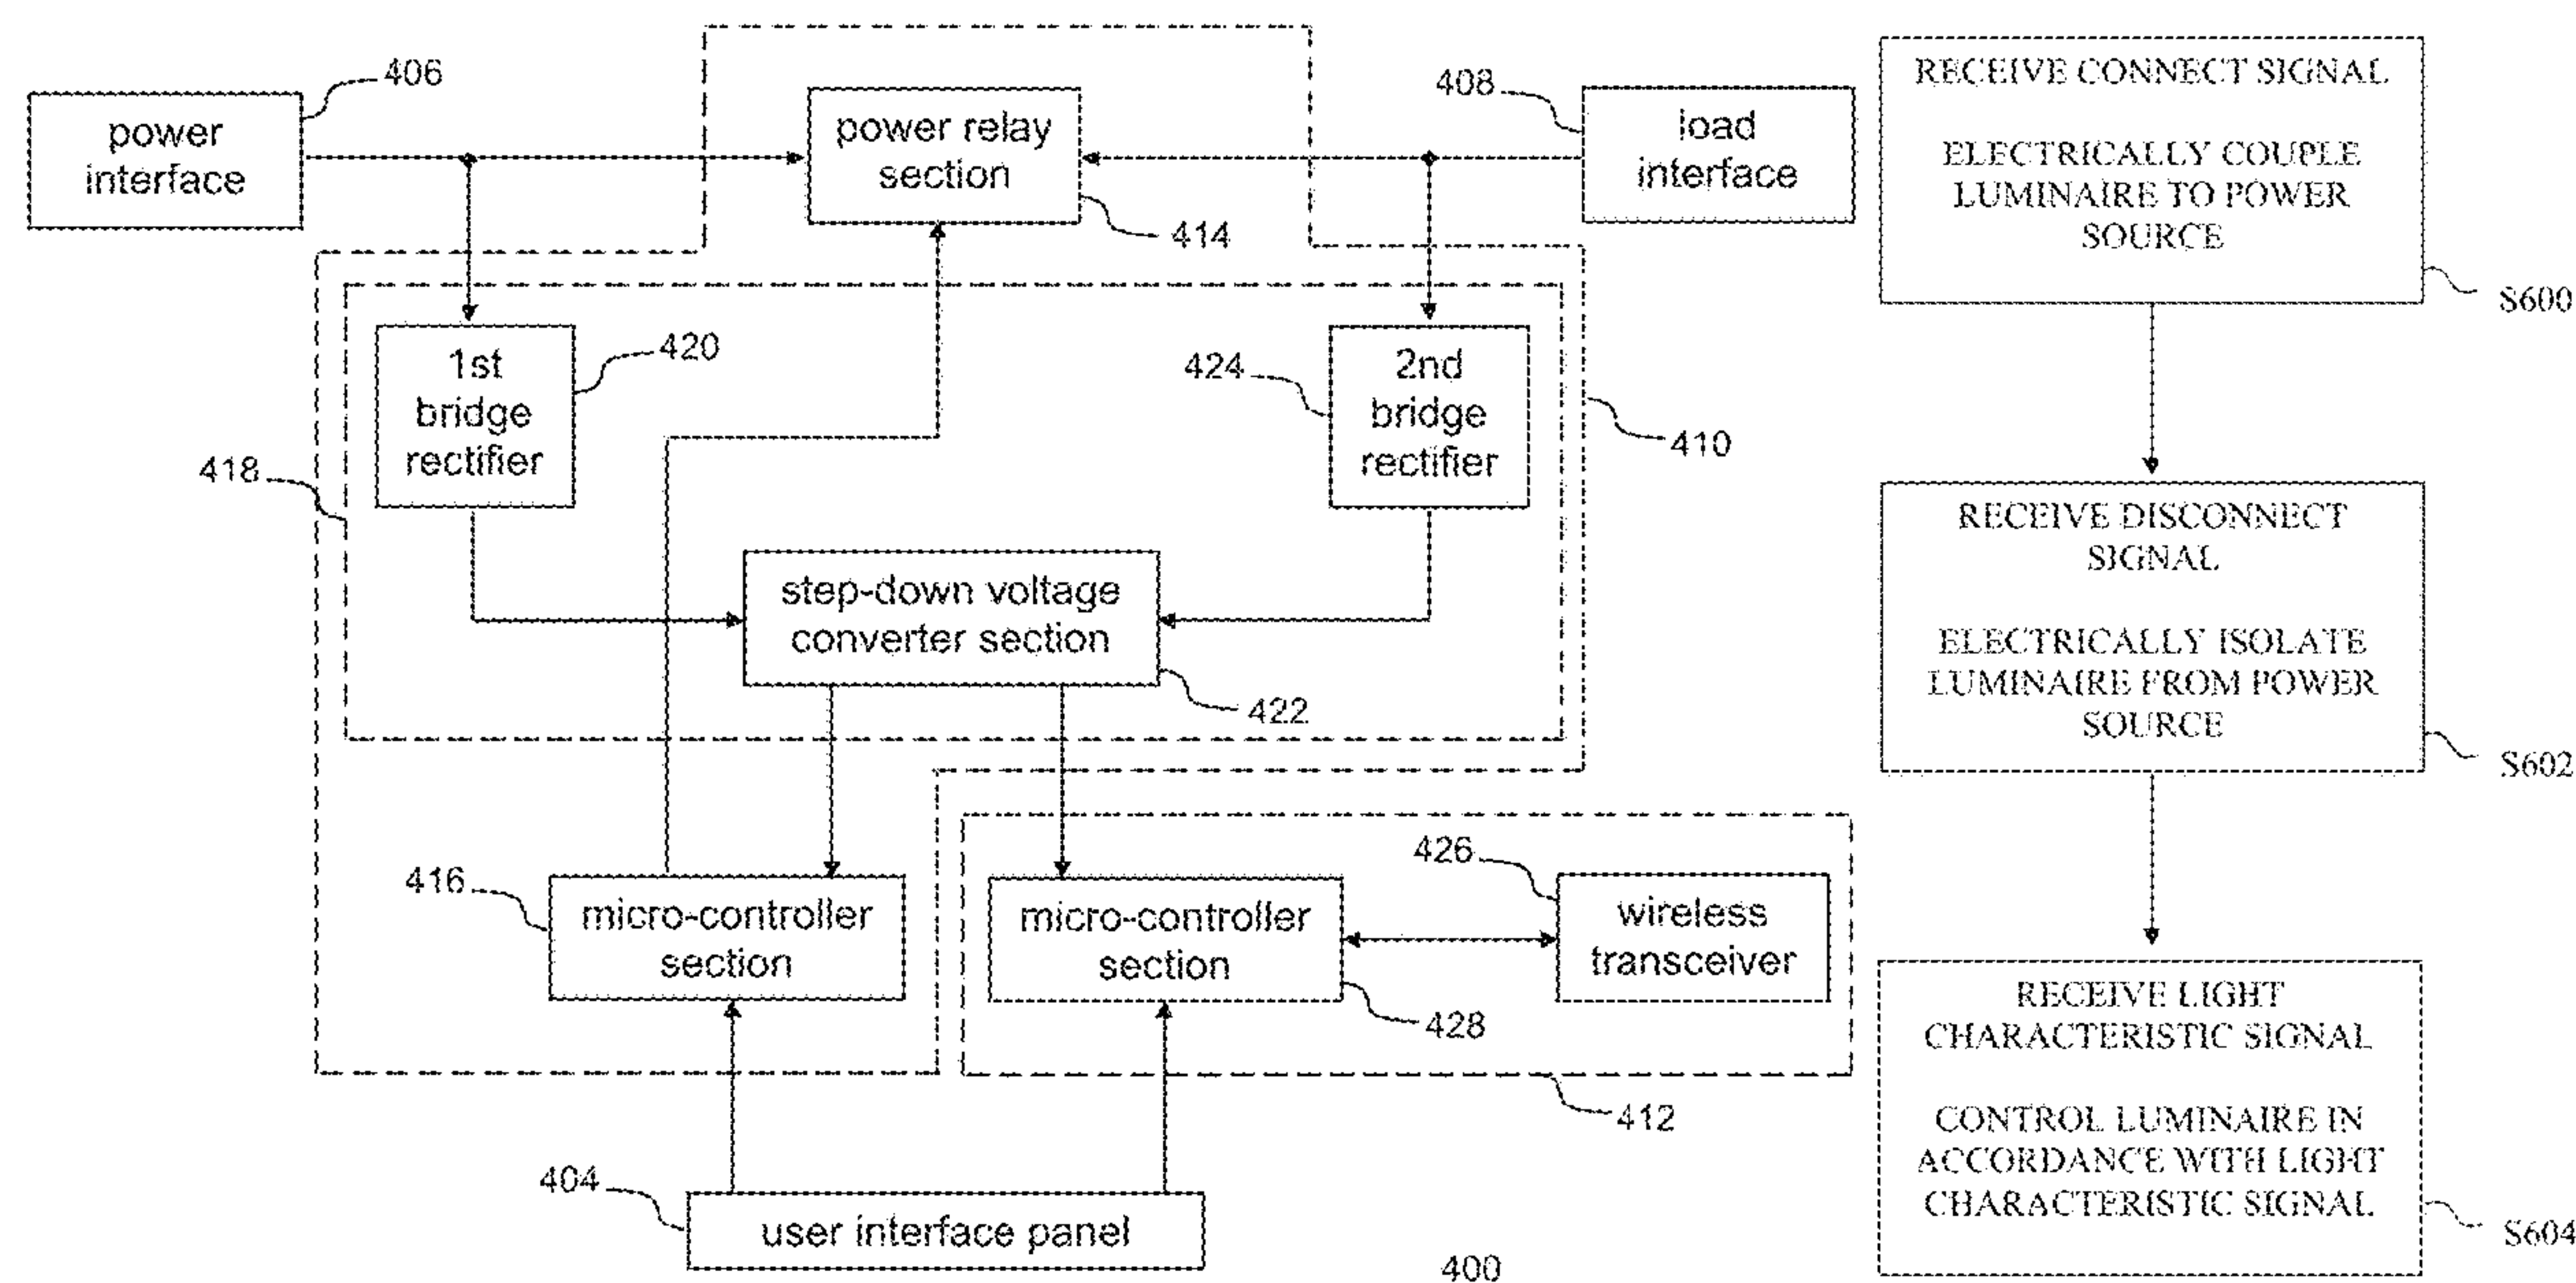 406
power
interface
power relay
section
414
408
load
interface
1st
bridge
rectifier
420
424
2nd
bridge
rectifier
410
418
step-down voltage
converter section
422
416
micro-controller
section
micro-controller
section
428
426
wireless
transceiver
412
404
user interface panel
400
RECEIVE CONNECT SIGNAL
ELECTRICALLY COUPLE
LUMINAIRE TO POWER
SOURCE
S600
RECEIVE DISCONNECT
SIGNAL
ELECTRICALLY ISOLATE
LUMINAIRE FROM POWER
SOURCE
S602
RECEIVE LIGHT
CHARACTERISTIC SIGNAL
CONTROL LUMINAIRE IN
ACCORDANCE WITH LIGHT
CHARACTERISTIC SIGNAL
S604